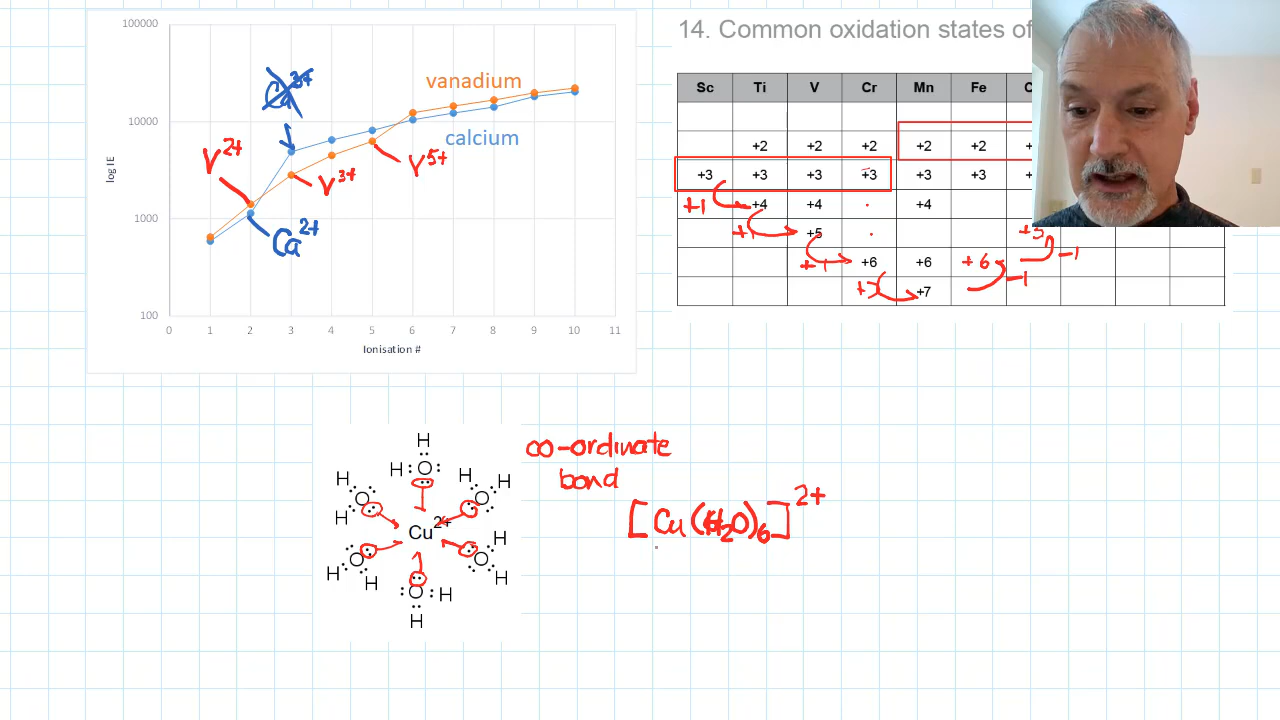 100000
10000
1000
100
log IE
0 1 2 3 4 5 6 7 8 9 10 11
Ionisation #
vanadium
calcium
Ca3+
V2+
V3+
V5+
Ca2+
14. Common oxidation states of
Sc Ti V Cr Mn Fe
+2 +2 +2 +2 +2
+3 +3 +3 +3 +3 +3
+1 +4 +4 +4
+5
+1 +6 +6 +6 -1
+7 -1
H
H : O
H H H H
O O
H H
Cu2+
O O
H H H H
: O : H
H
co-ordinate
bond
[Cu(H2O)6]2+